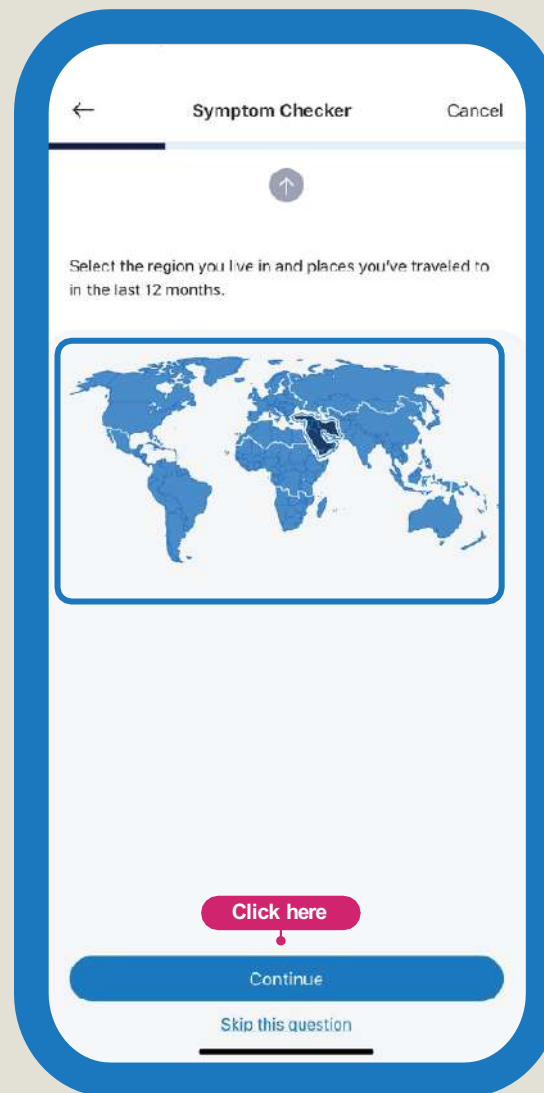 Symptom Checker
Cancel
Select the region you live in and places you've traveled to
in the last 12 months.
Click here
Continue
Skip this question